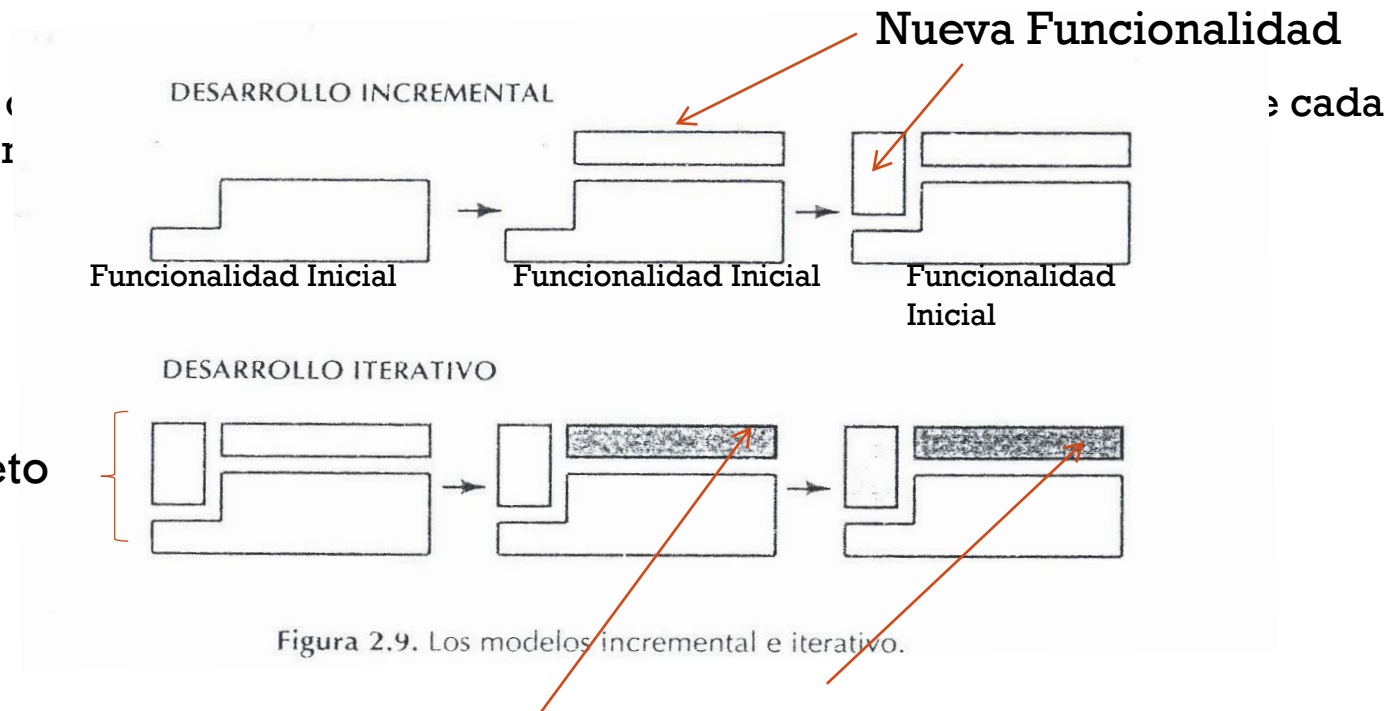 Nueva Funcionalidad
DESARROLLO INCREMENTAL
e cada
Funcionalidad Inicial
Funcionalidad Inicial
Funcionalidad
Inicial
DESARROLLO ITERATIVO
eto
Figura 2.9. Los modelos incremental e iterativo.